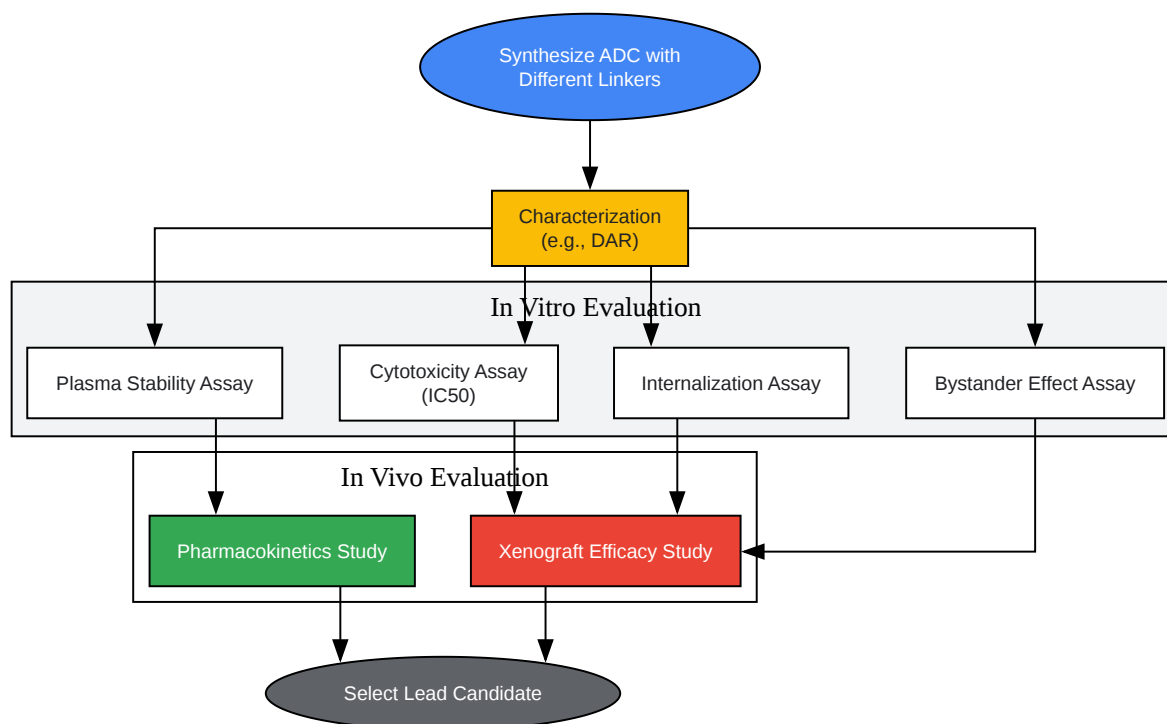 Synthesize ADC with
Different Linkers
Characterization
(e.g., DAR)
In Vitro Evaluation
Plasma Stability Assay
Cytotoxicity Assay
(IC50)
Internalization Assay
Bystander Effect Assay
In Vivo Evaluation
Pharmacokinetics Study
Xenograft Efficacy Study
Select Lead Candidate